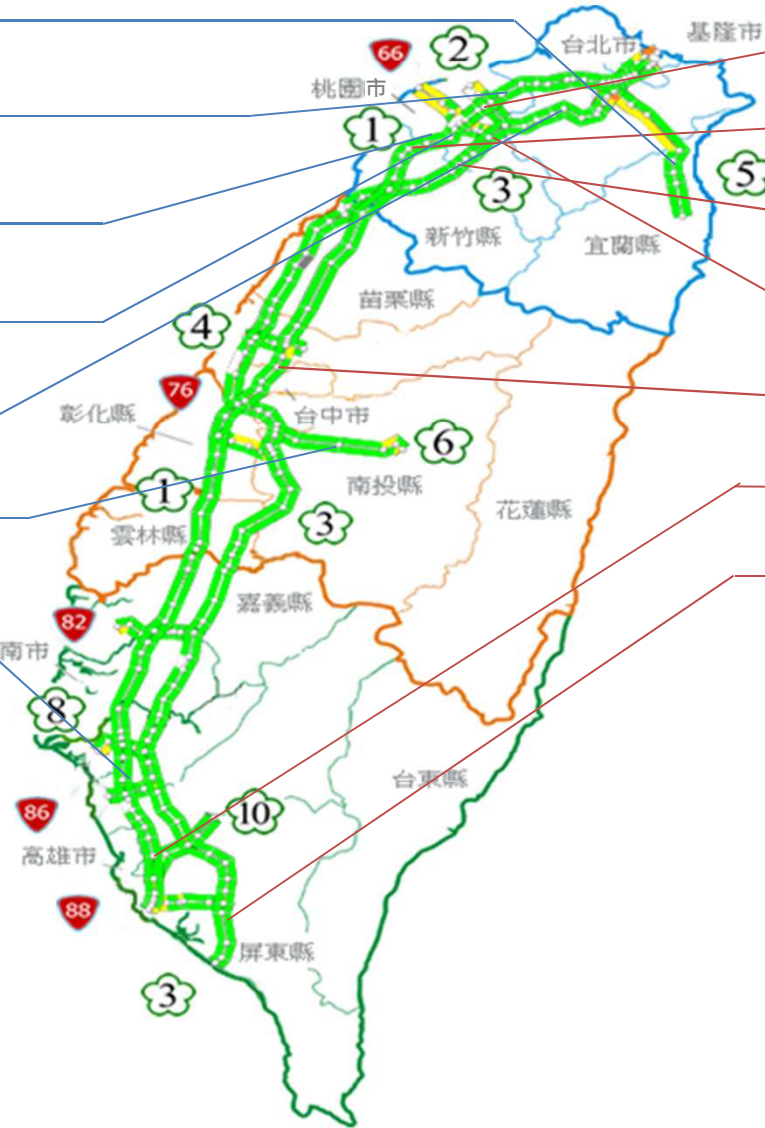 基隆市
台北市
2
66
桃園市
1
5
3
新竹縣
宜蘭縣
苗栗縣
4
76
彰化縣
台中市
6
南投縣
1
花蓮縣
3
雲林縣
嘉義縣
82
南市
8
台東縣
10
86
高雄市
88
屏東縣
3